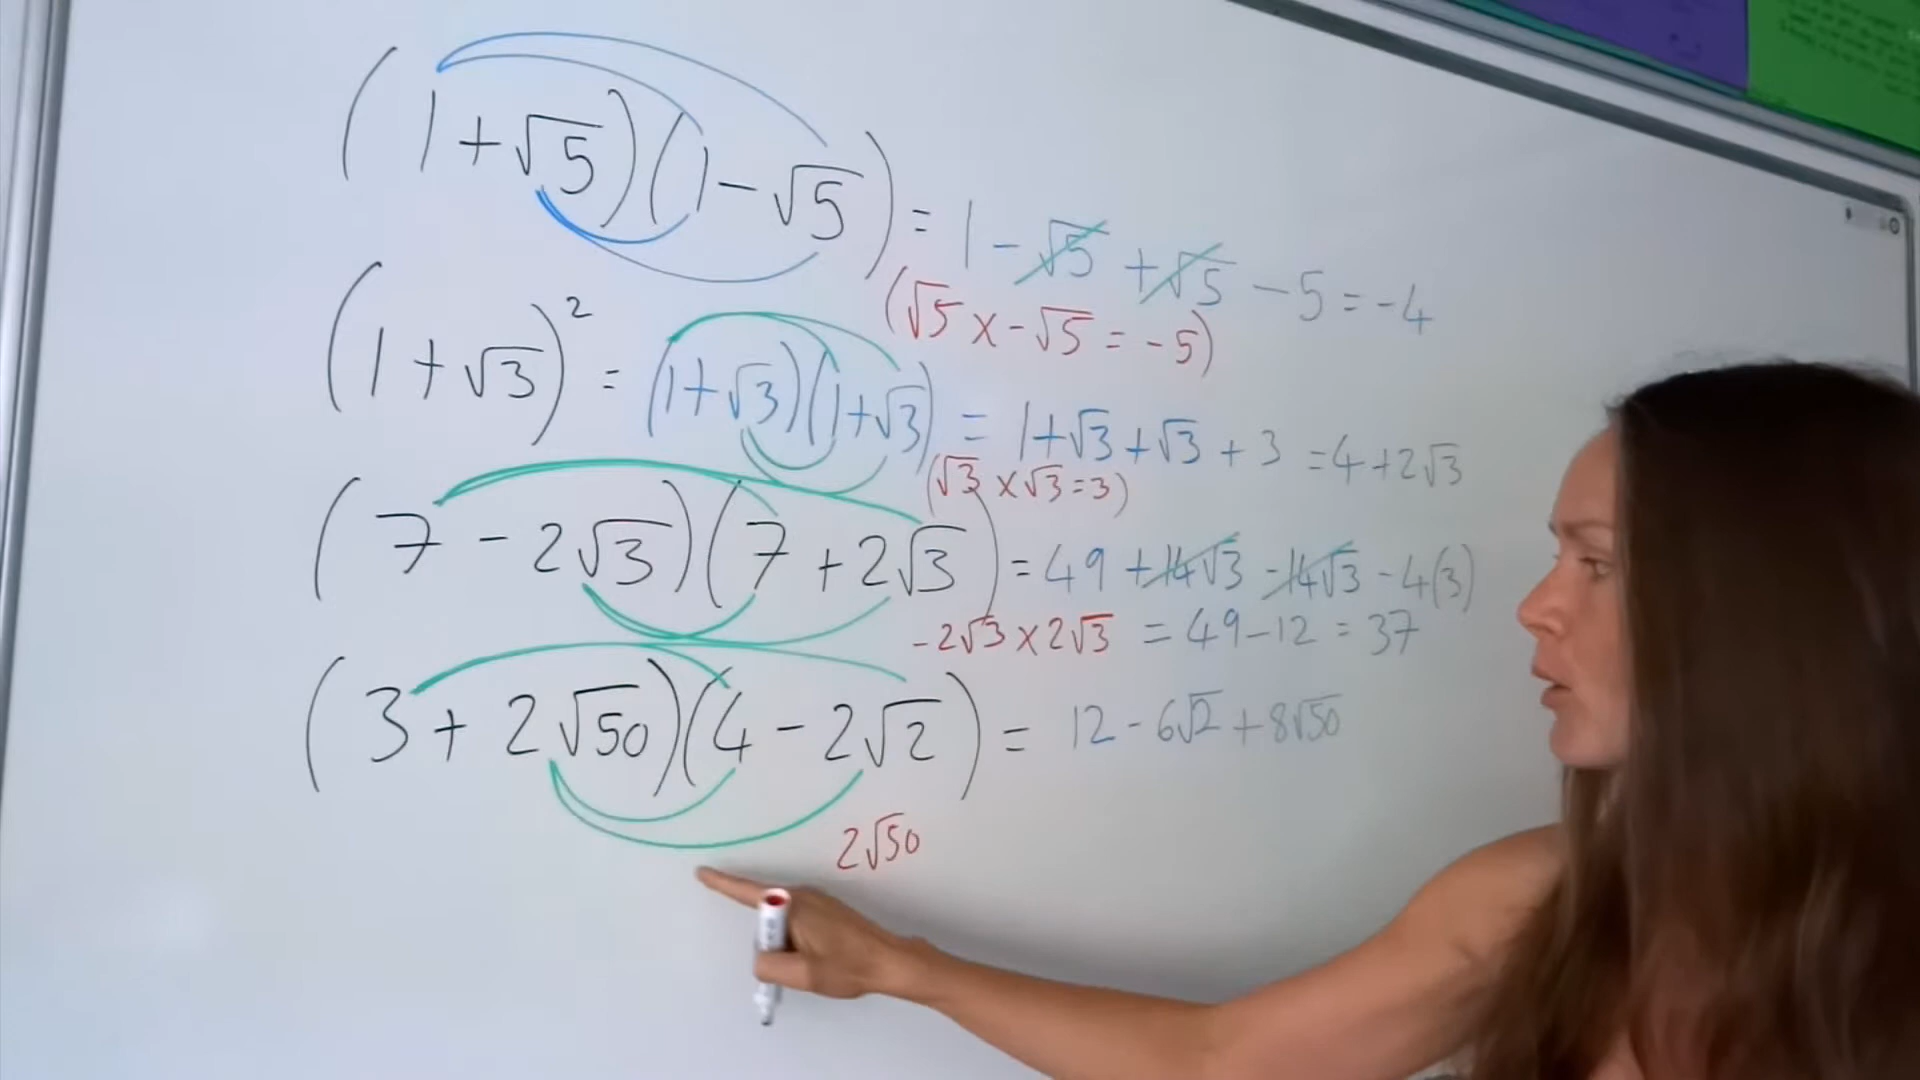 (1+√5)(1-√5) = 1 - √5 + √5 - 5 = -4
(√5 x -√5 = -5)
(1+√3)² = (1+√3)(1+√3) = 1+√3+√3+3 = 4+2√3
(√3 x √3 = 3)
(7 - 2√3)(7 + 2√3) = 49 + 14√3 - 14√3 - 4(3)
-2√3 x 2√3 = 49 - 12 = 37
(3 + 2√50)(4 - 2√2) = 12 - 6√2 + 8√50
2√50